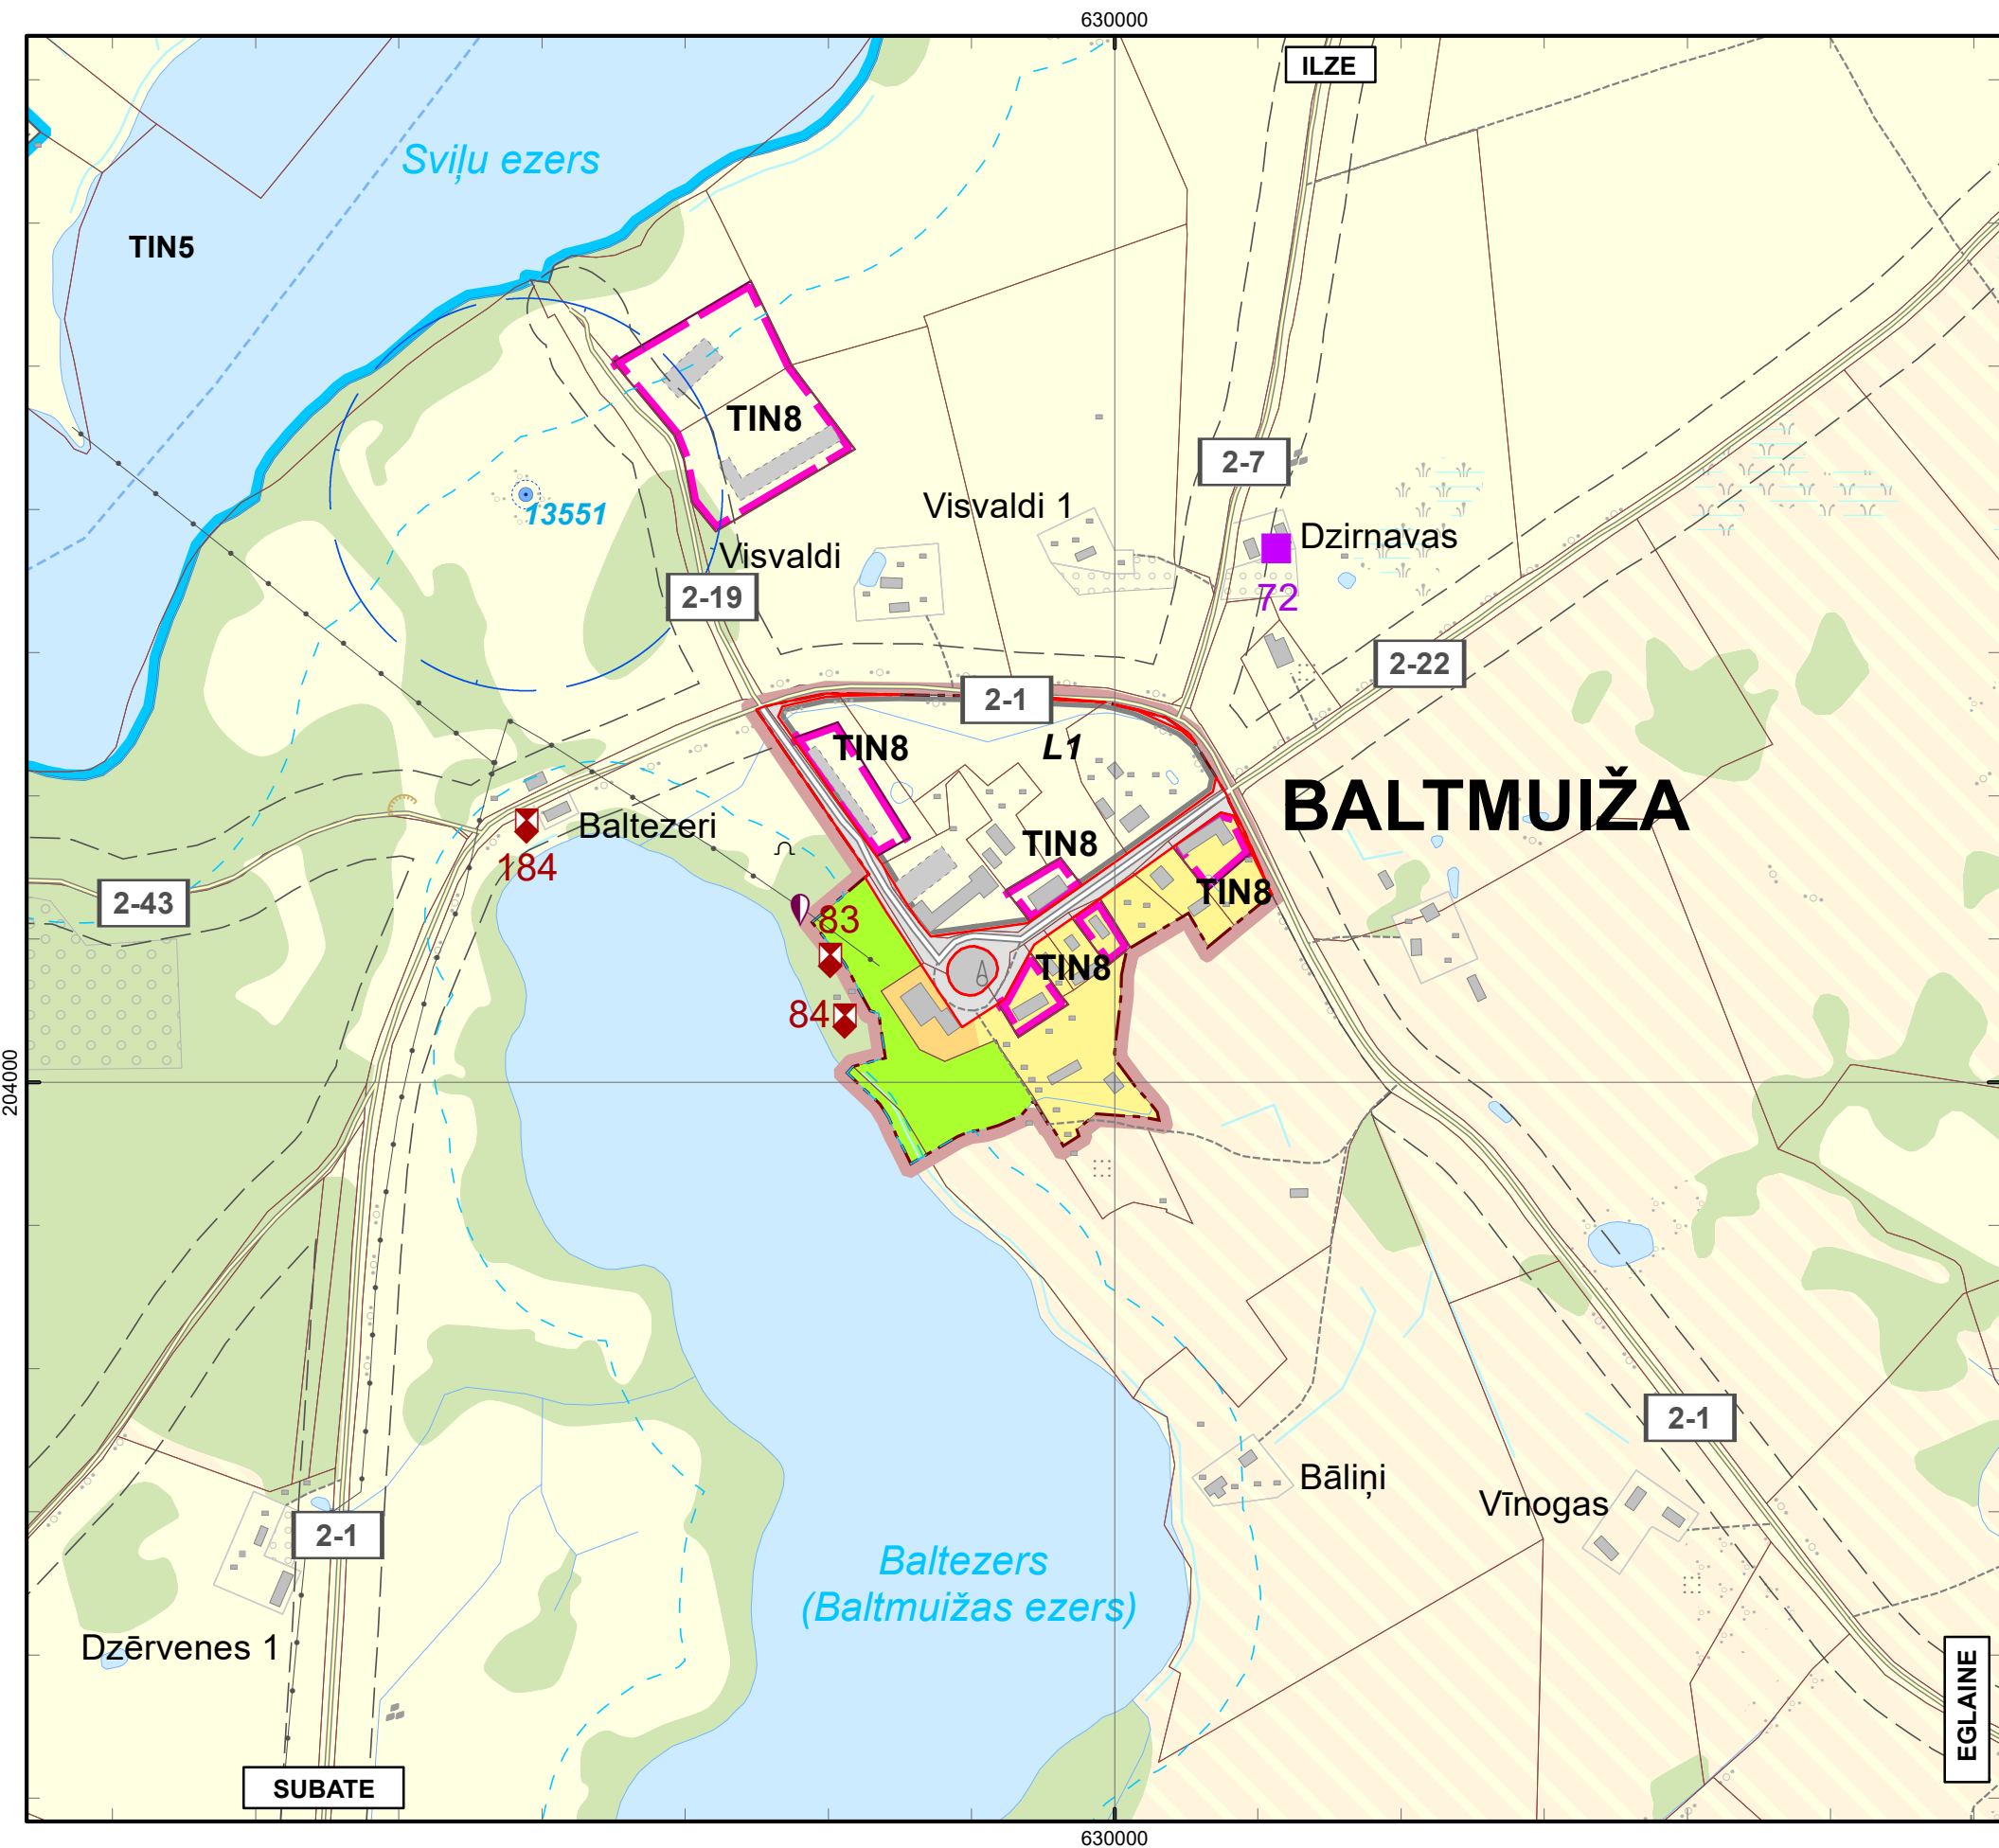 630000
ILZE
Sviļu ezers
TIN5
TIN8
2-7
Visvaldi 1
13551
Dzirnavas
Visvaldi
2-19
72
2-22
2-1
TIN8
L1
BALTMUIŽA
Baltezeri
TIN8
184
TIN8
2-43
83
TIN8
84
204000
2-1
Bāliņi
Vīnogas
2-1
Baltezers
(Baltmuižas ezers)
Dzērvenes 1
EGLAINE
SUBATE
630000